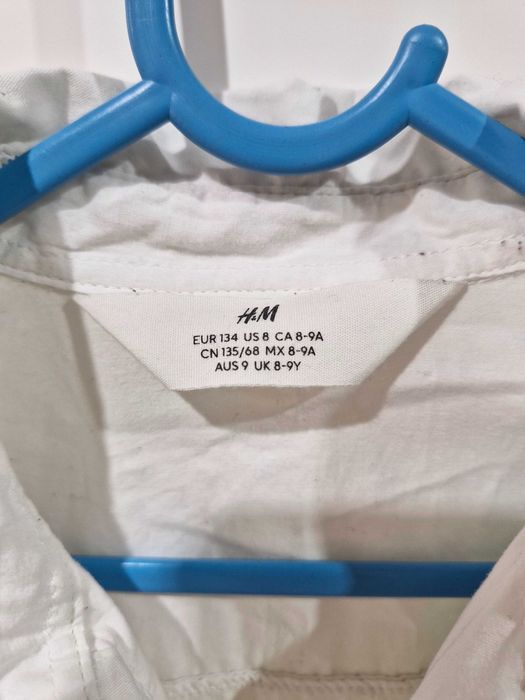 H&M
EUR 134 US 8 CA 8-9A
CN 135/68 MX 8-9A
AUS 9 UK 8-9Y